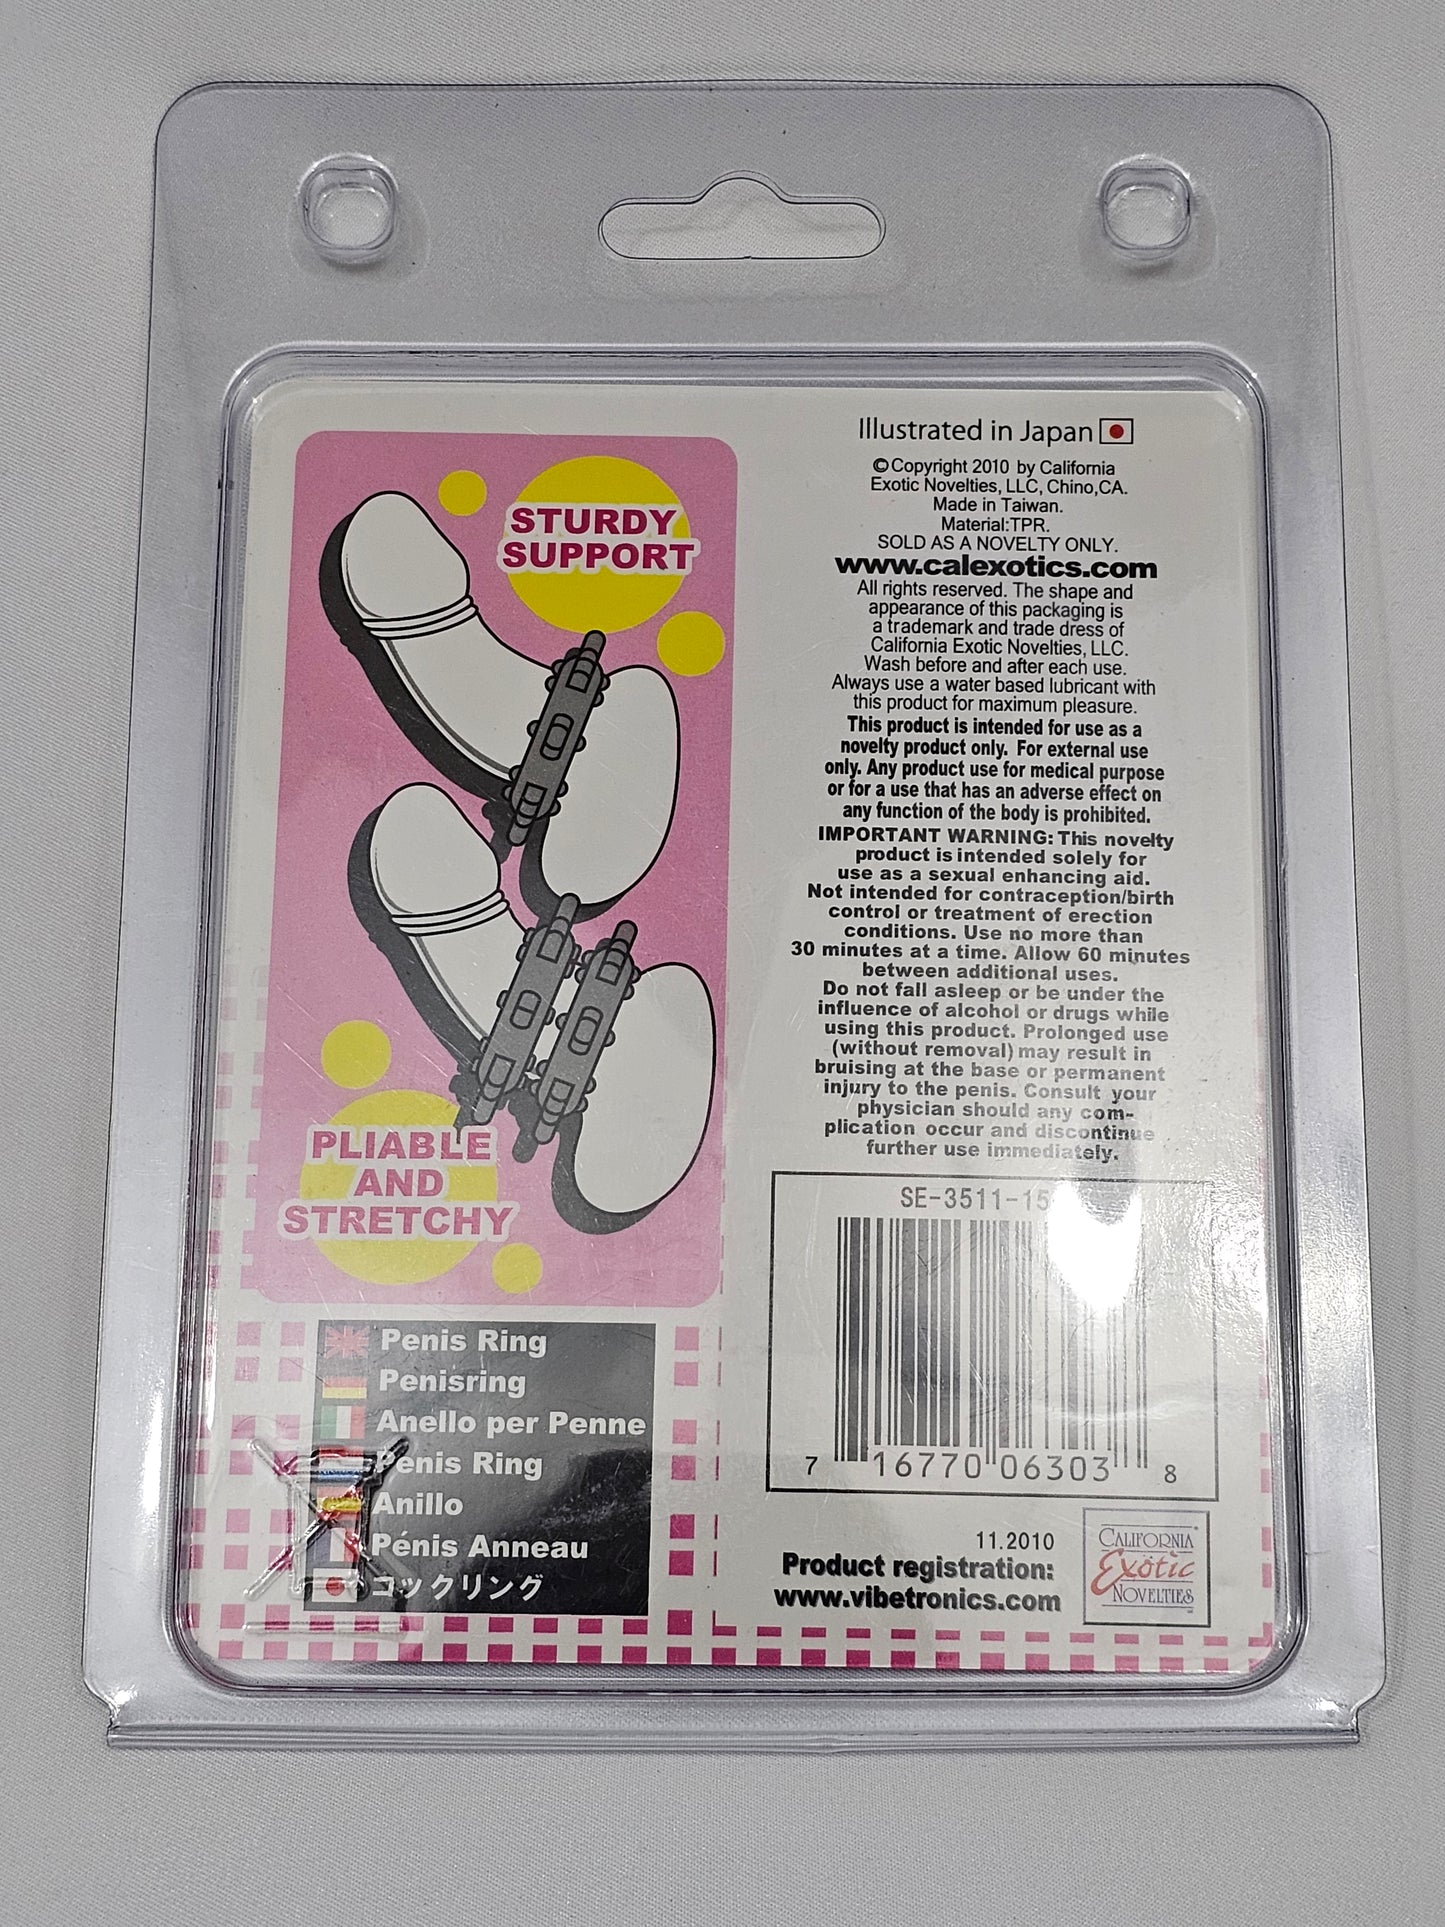 STURDY
SUPPORT
PLIABLE
AND
STRETCHY
Penis Ring
Penisring
Anello per Penne
Penis Ring
Anillo
Pénis Anneau
コックリング
Illustrated in Japan
©Copyright 2010 by California
Exotic Novelties, LLC, Chino,CA.
Made in Taiwan.
Material:TPR.
SOLD AS A NOVELTY ONLY.
www.calexotics.com
All rights reserved. The shape and
appearance of this packaging is
a trademark and trade dress of
California Exotic Novelties, LLC.
Wash before and after each use.
Always use a water based lubricant with
this product for maximum pleasure.
This product is intended for use as a
novelty product only. For external use
only. Any product use for medical purpose
or for a use that has an adverse effect on
any function of the body is prohibited.
IMPORTANT WARNING: This novelty
product is intended solely for
use as a sexual enhancing aid.
Not intended for contraception/birth
control or treatment of erection
conditions. Use no more than
30 minutes at a time. Allow 60 minutes
between additional uses.
Do not fall asleep or be under the
influence of alcohol or drugs while
using this product. Prolonged use
(without removal) may result in
bruising at the base or permanent
injury to the penis. Consult your
physician should any com-
plication occur and discontinue
further use immediately.
SE-3511-15
7 16770 06303 8
11.2010
Product registration:
www.vibetronics.com
CALIFORNIA
Exotic
NOVELTIES